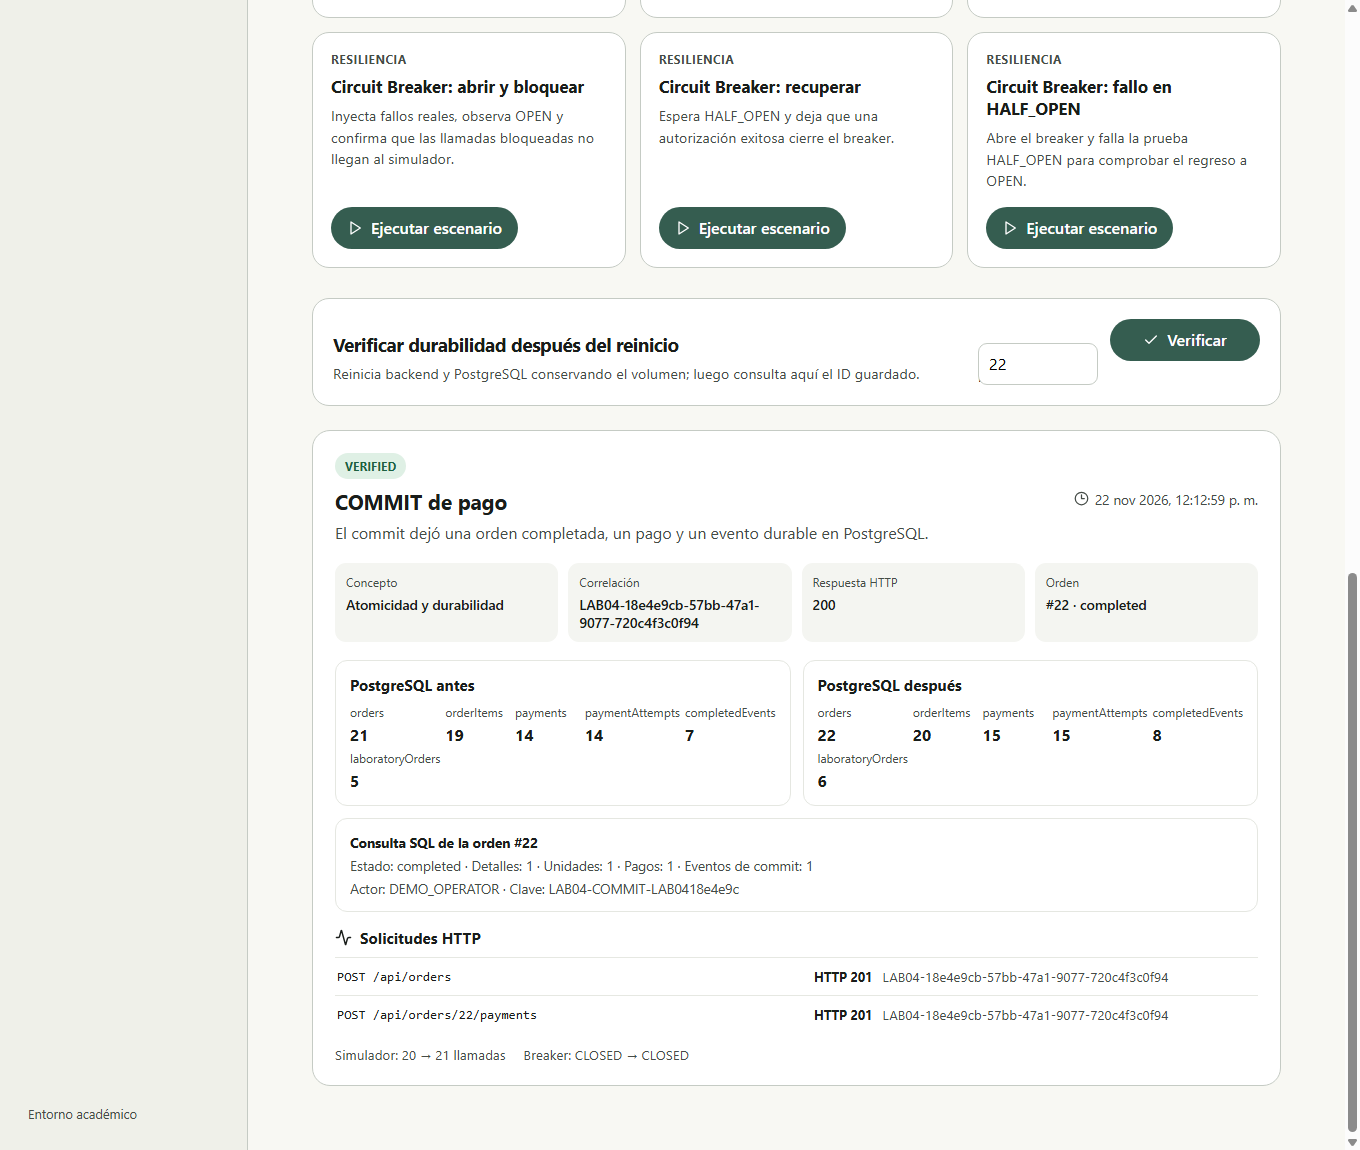 RESILIENCIA
Circuit Breaker: abrir y bloquear
Inyecta fallos reales, observa OPEN y
confirma que las llamadas bloqueadas no
llegan al simulador.
Ejecutar escenario
RESILIENCIA
Circuit Breaker: recuperar
Espera HALF_OPEN y deja que una
autorización exitosa cierre el breaker.
Ejecutar escenario
RESILIENCIA
Circuit Breaker: fallo en
HALF_OPEN
Abre el breaker y falla la prueba
HALF_OPEN para comprobar el regreso a
OPEN.
Ejecutar escenario
Verificar durabilidad después del reinicio
Reinicia backend y PostgreSQL conservando el volumen; luego consulta aquí el ID guardado.
22
Verificar
VERIFIED
COMMIT de pago
22 nov 2026, 12:12:59 p. m.
El commit dejó una orden completada, un pago y un evento durable en PostgreSQL.
Concepto
Atomicidad y durabilidad
Correlación
LAB04-18e4e9cb-57bb-47a1-
9077-720c4f3c0f94
Respuesta HTTP
200
Orden
#22 · completed
PostgreSQL antes
orders orderItems payments paymentAttempts completedEvents
21 19 14 14 7
laboratoryOrders
5
PostgreSQL después
orders orderItems payments paymentAttempts completedEvents
22 20 15 15 8
laboratoryOrders
6
Consulta SQL de la orden #22
Estado: completed · Detalles: 1 · Unidades: 1 · Pagos: 1 · Eventos de commit: 1
Actor: DEMO_OPERATOR · Clave: LAB04-COMMIT-LAB0418e4e9c
Solicitudes HTTP
POST /api/orders HTTP 201 LAB04-18e4e9cb-57bb-47a1-9077-720c4f3c0f94
POST /api/orders/22/payments HTTP 201 LAB04-18e4e9cb-57bb-47a1-9077-720c4f3c0f94
Simulador: 20 → 21 llamadas Breaker: CLOSED → CLOSED
Entorno académico